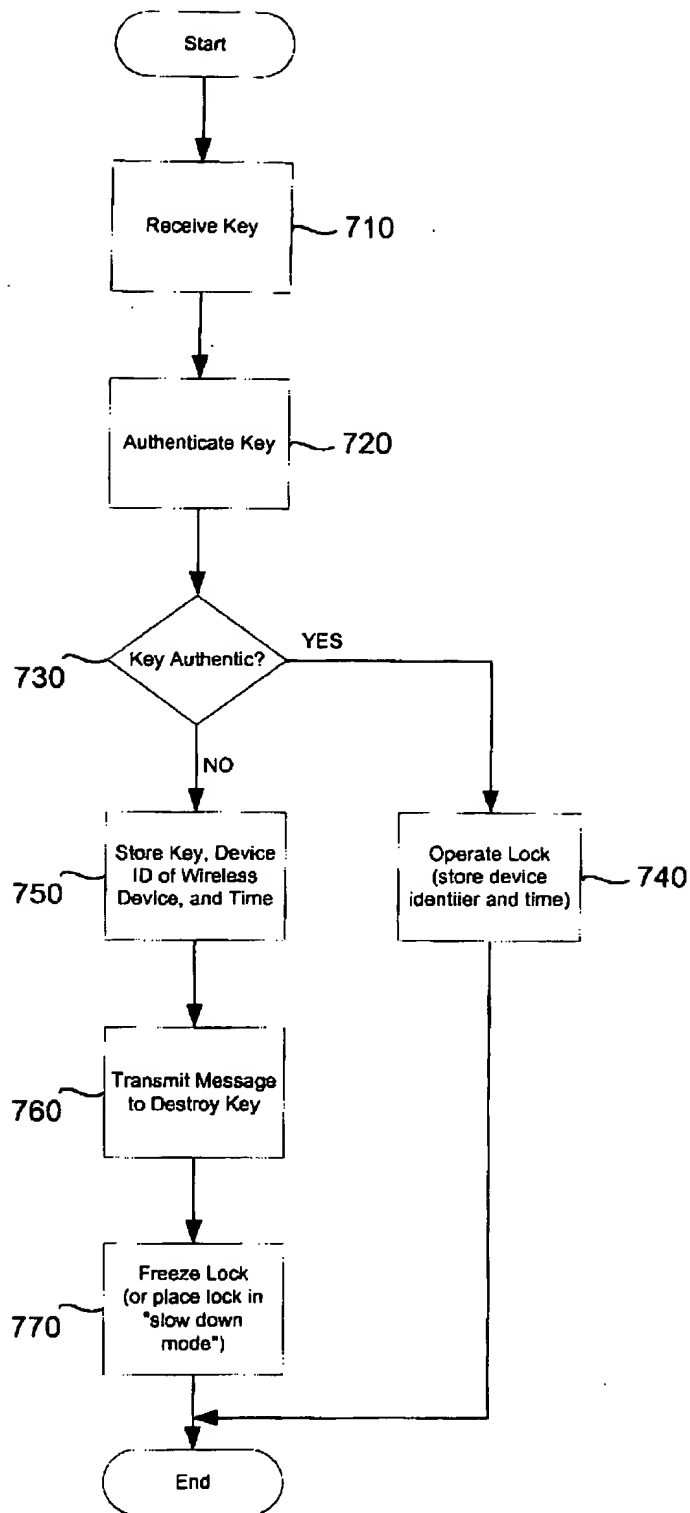 Start
Receive Key
710
Authenticate Key
720
Key Authentic?
730
YES
NO
Store Key, Device
ID of Wireless
Device, and Time
750
Operate Lock
(store device
identiier and time)
740
Transmit Message
to Destroy Key
760
Freeze Lock
(or place lock in
"slow down
mode")
770
End